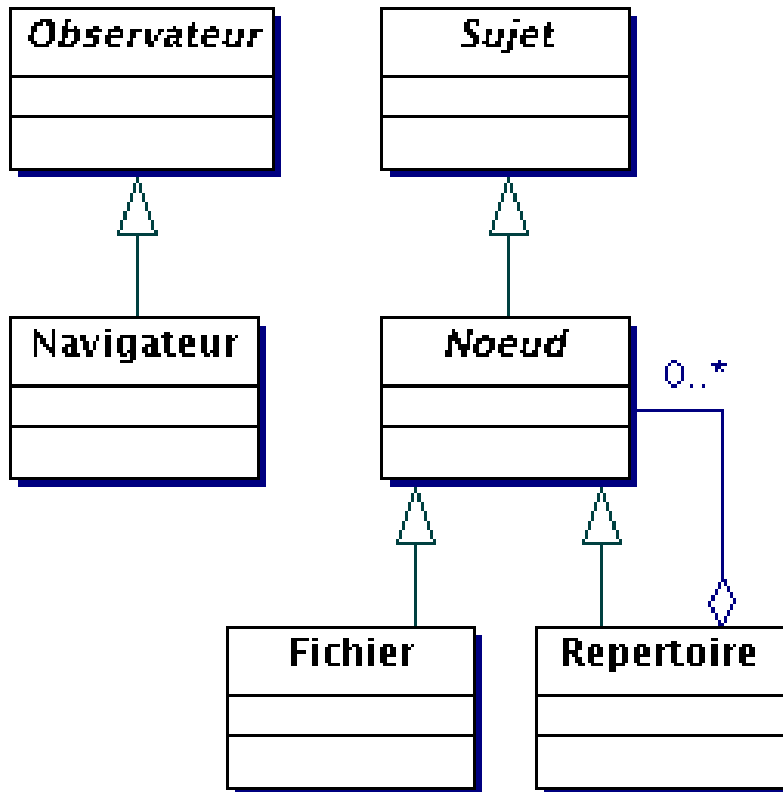 Observateur
Sujet
Navigateur
Noeud
0..*
Fichier
Repertoire